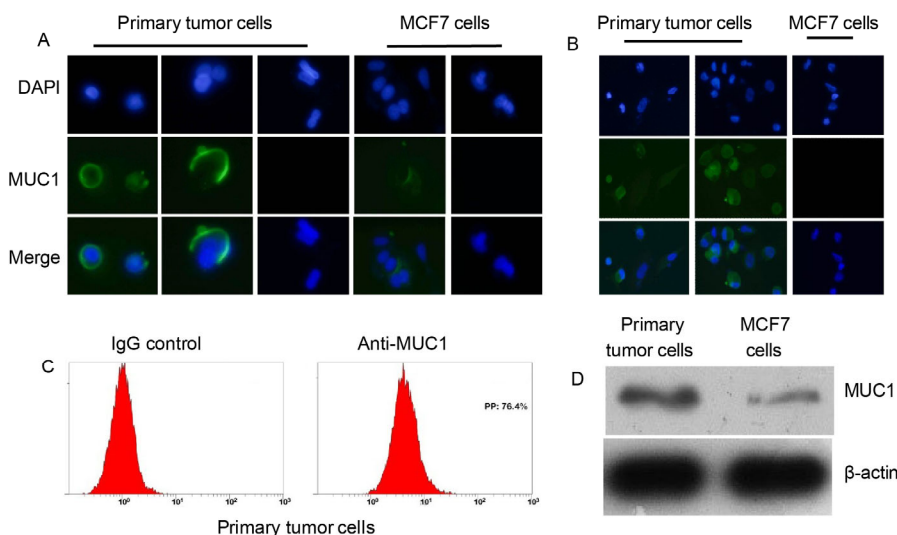 A
Primary tumor cells
MCF7 cells
DAPI
MUC1
Merge
B
Primary tumor cells
MCF7 cells
C
IgG control
Anti-MUC1
PP: 76.4%
10⁰ 10¹ 10² 10³
10⁰ 10¹ 10² 10³
Primary tumor cells
D
Primary
tumor cells
MCF7
cells
MUC1
β-actin